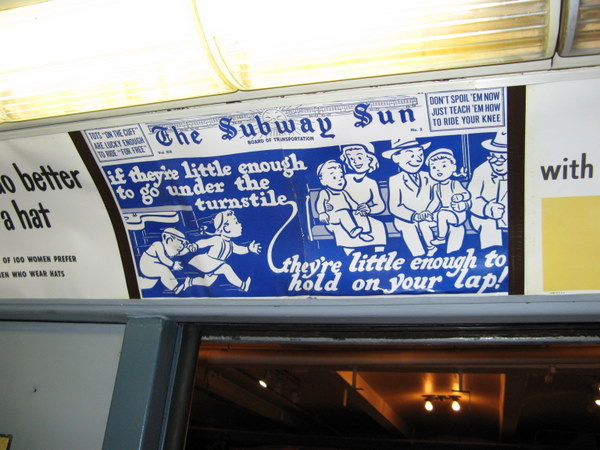 o better
a hat
OF 100 WOMEN PREFER
EN WHO WEAR HATS
TOTS "ON THE CUFF"
ARE LUCKY ENOUGH
TO RIDE "FOR FREE"
The Subway Sun
BOARD OF TRANSPORTATION
DON'T SPOIL 'EM NOW
JUST TEACH 'EM HOW
TO RIDE YOUR KNEE
if they're little enough
to go under the
turnstile
they're little enough to
hold on your lap!
with